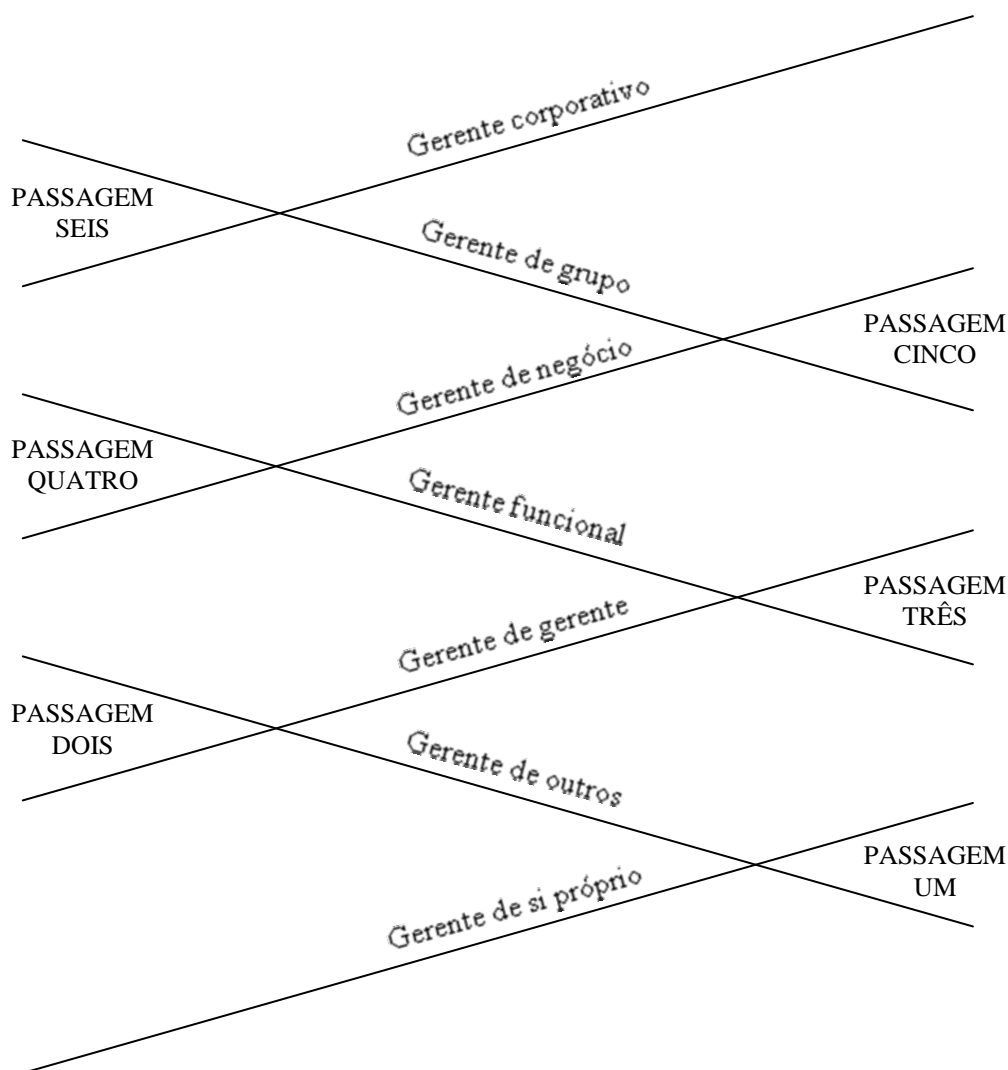 Gerente corporativo
PASSAGEM
SEIS
Gerente de grupo
PASSAGEM
CINCO
Gerente de negócio
PASSAGEM
QUATRO
Gerente funcional
PASSAGEM
TRÊS
Gerente de gerente
PASSAGEM
DOIS
Gerente de outros
PASSAGEM
UM
Gerente de si próprio